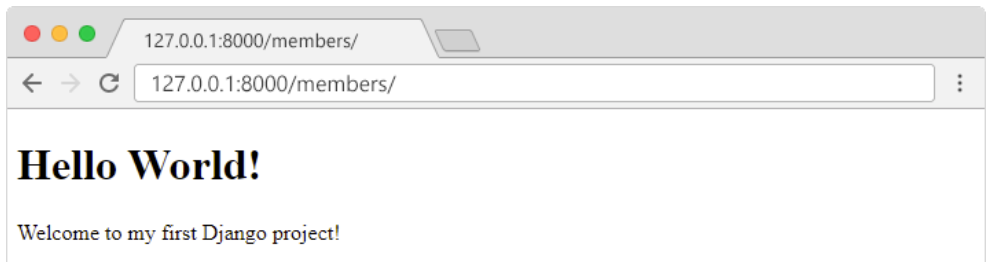 127.0.0.1:8000/members/
127.0.0.1:8000/members/
Hello World!
Welcome to my first Django project!